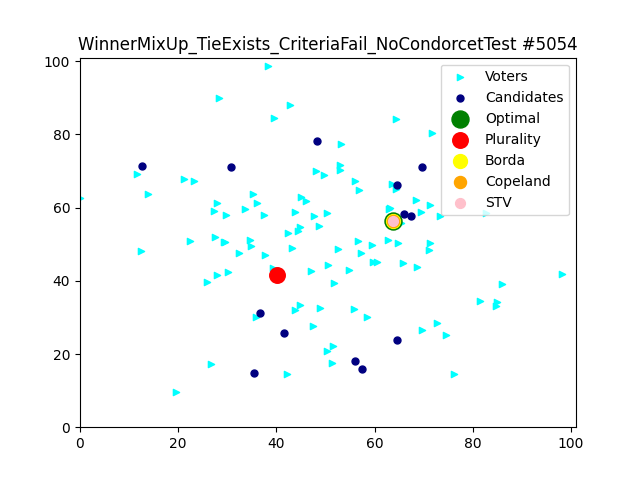 WinnerMixUp_TieExists_CriteriaFail_NoCondorcetTest #5054
100
80
60
40
20
0
0
20
40
60
80
100
Voters
Candidates
Optimal
Plurality
Borda
Copeland
STV